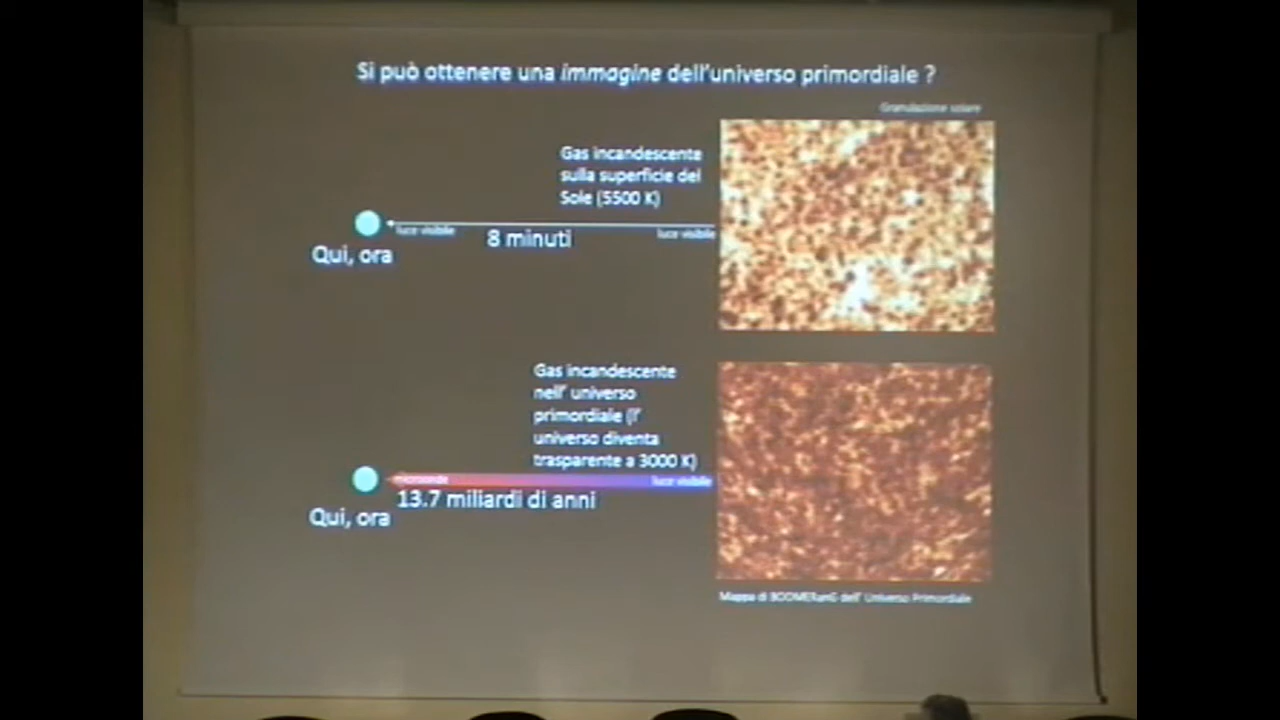 Si può ottenere una immagine dell'universo primordiale ?
Granulazione solare
Gas incandescente
sulla superficie del
Sole (5500 K)
luce visibile
8 minuti
luce visibile
Qui, ora
Gas incandescente
nell' universo
primordiale (l'
universo diventa
trasparente a 3000 K)
microonde
luce visibile
13.7 miliardi di anni
Qui, ora
Mappa di BOOMERanG dell' Universo Primordiale